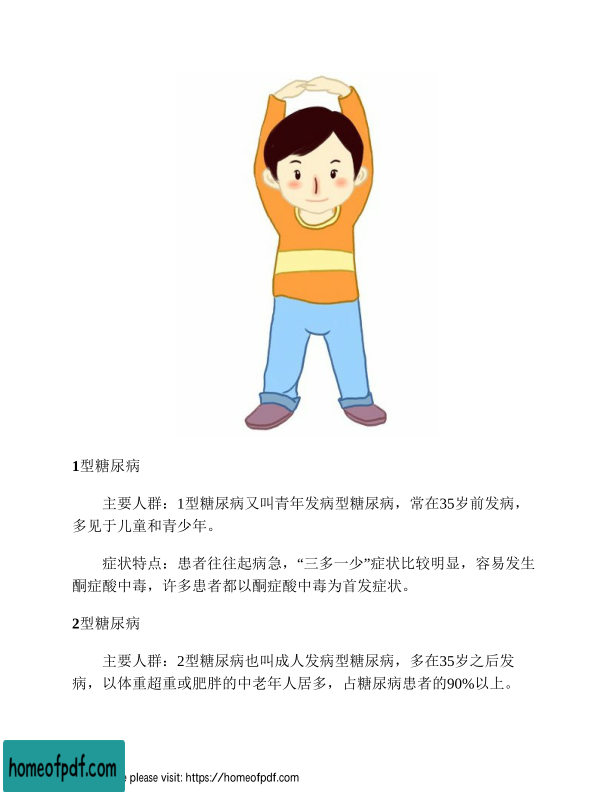 1型糖尿病
主要人群：1型糖尿病又叫青年发病型糖尿病，常在35岁前发病，
多见于儿童和青少年。
症状特点：患者往往起病急，“三多一少”症状比较明显，容易发生
酮症酸中毒，许多患者都以酮症酸中毒为首发症状。
2型糖尿病
主要人群：2型糖尿病也叫成人发病型糖尿病，多在35岁之后发
病，以体重超重或肥胖的中老年人居多，占糖尿病患者的90%以上。
homeofpdf.com
please visit: https://homeofpdf.com